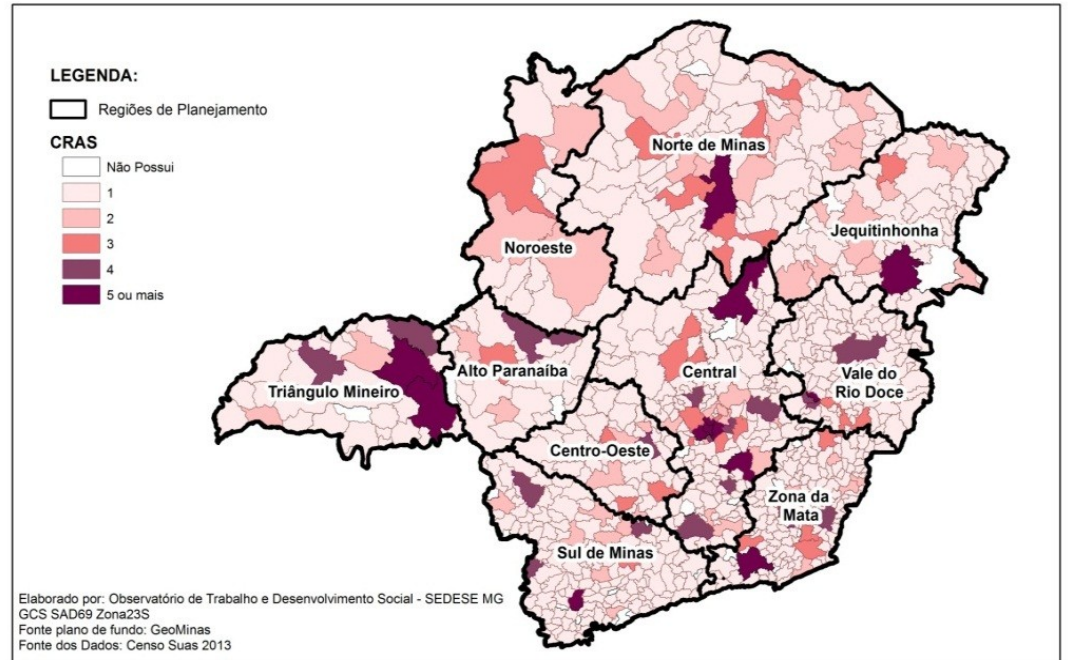 LEGENDA:
Regiões de Planejamento
CRAS
Não Possui
1
2
3
4
5 ou mais
Norte de Minas
Jequitinhonha
Noroeste
Triângulo Mineiro
Alto Paranaíba
Central
Vale do
Rio Doce
Centro-Oeste
Zona da
Mata
Sul de Minas
Elaborado por: Observatório de Trabalho e Desenvolvimento Social - SEDESE MG
GCS SAD69 Zona23S
Fonte plano de fundo: GeoMinas
Fonte dos Dados: Censo Suas 2013